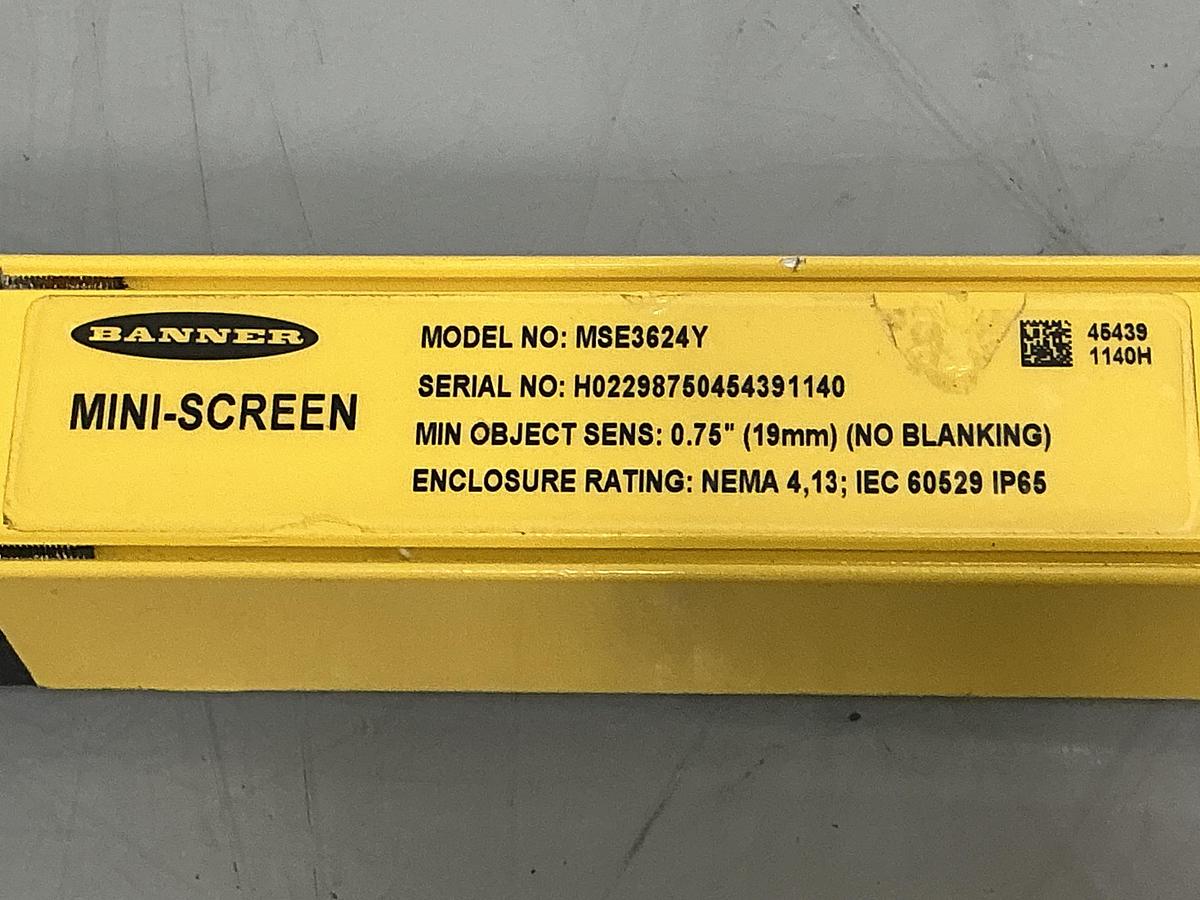 BANNER
MINI-SCREEN
MODEL NO: MSE3624Y
SERIAL NO: H02298750454391140
MIN OBJECT SENS: 0.75" (19mm) (NO BLANKING)
ENCLOSURE RATING: NEMA 4,13; IEC 60529 IP65
45439
1140H